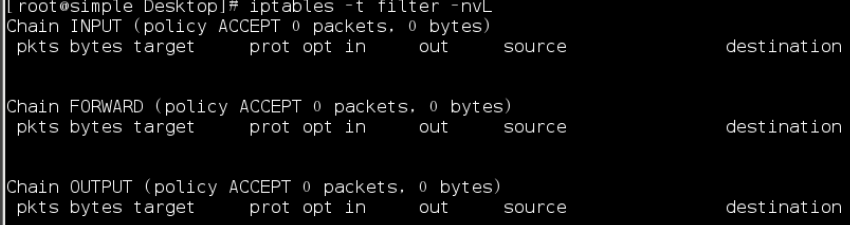 [root@simple Desktop]# iptables -t filter -nvL
Chain INPUT (policy ACCEPT 0 packets, 0 bytes)
pkts bytes target prot opt in out source destination
Chain FORWARD (policy ACCEPT 0 packets, 0 bytes)
pkts bytes target prot opt in out source destination
Chain OUTPUT (policy ACCEPT 0 packets, 0 bytes)
pkts bytes target prot opt in out source destination